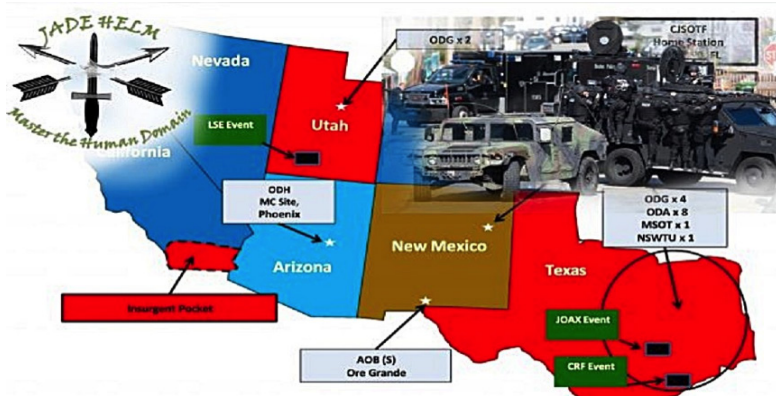 JADE HELM
Master the Human Domain
Nevada
California
ODG x 2
CJSOTF
Home Station
FL
LSE Event
Utah
ODH
MC Site,
Phoenix
Arizona
New Mexico
ODG x 4
ODA x 8
MSOT x 1
NSWTU x 1
Texas
Insurgent Pocket
AOB (S)
Ore Grande
JOAX Event
CRF Event